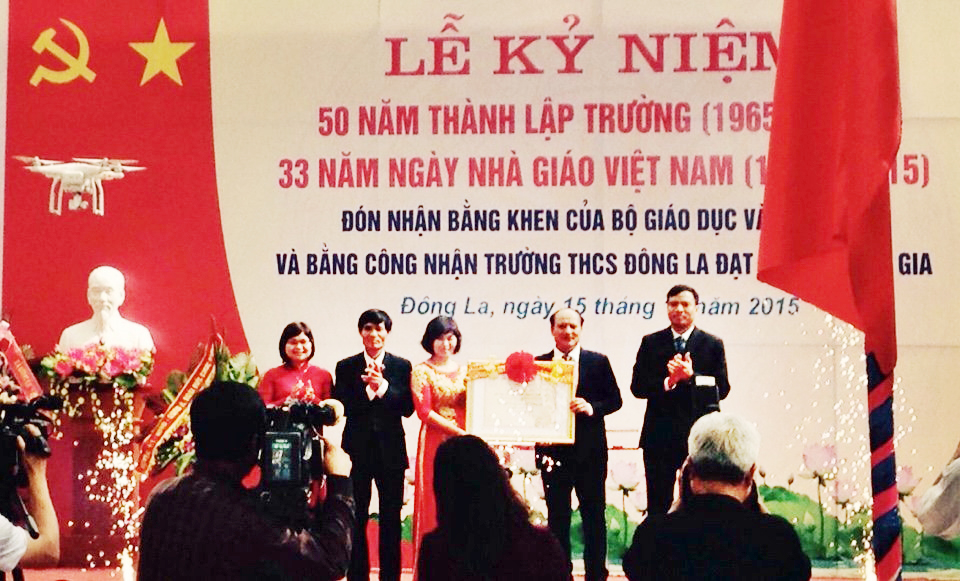 LỄ KỶ NIỆM
50 NĂM THÀNH LẬP TRƯỜNG (1965
33 NĂM NGÀY NHÀ GIÁO VIỆT NAM (1 15)
ĐÓN NHẬN BẰNG KHEN CỦA BỘ GIÁO DỤC VÀ
VÀ BẰNG CÔNG NHẬN TRƯỜNG THCS ĐÔNG LA ĐẠT GIA
Đông La, ngày 15 tháng năm 2015